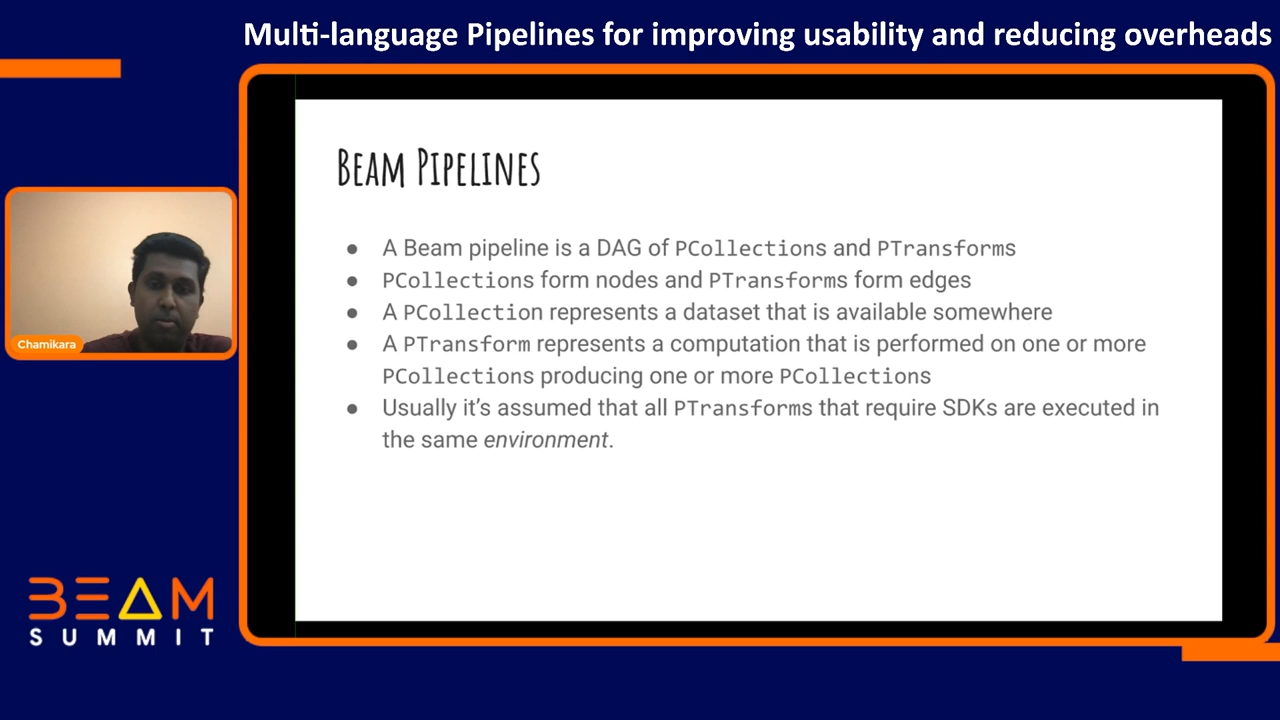 Multi-language Pipelines for improving usability and reducing overheads
BEAM PIPELINES
● A Beam pipeline is a DAG of PCollections and PTransforms
● PCollections form nodes and PTransforms form edges
● A PCollection represents a dataset that is available somewhere
● A PTransform represents a computation that is performed on one or more
PCollections producing one or more PCollections
● Usually it's assumed that all PTransforms that require SDKs are executed in
the same environment.
Chamikara
BEAM
SUMMIT